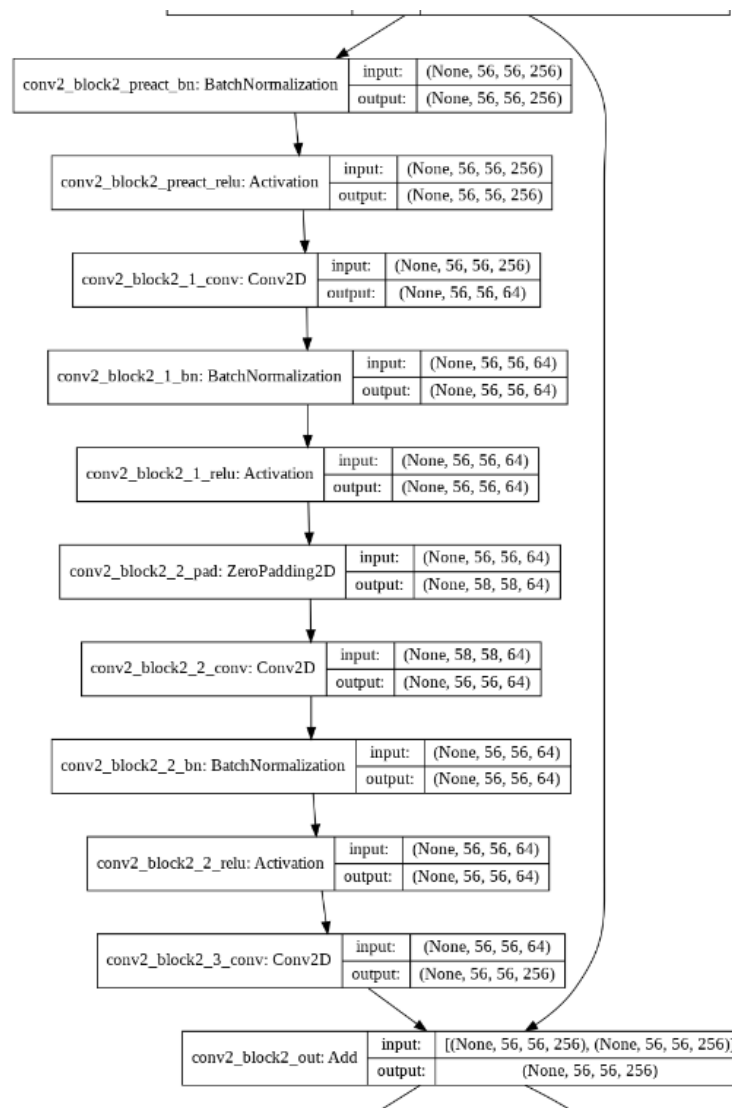 conv2_block2_preact_bn: BatchNormalization
input: (None, 56, 56, 256)
output: (None, 56, 56, 256)
conv2_block2_preact_relu: Activation
input: (None, 56, 56, 256)
output: (None, 56, 56, 256)
conv2_block2_1_conv: Conv2D
input: (None, 56, 56, 256)
output: (None, 56, 56, 64)
conv2_block2_1_bn: BatchNormalization
input: (None, 56, 56, 64)
output: (None, 56, 56, 64)
conv2_block2_1_relu: Activation
input: (None, 56, 56, 64)
output: (None, 56, 56, 64)
conv2_block2_2_pad: ZeroPadding2D
input: (None, 56, 56, 64)
output: (None, 58, 58, 64)
conv2_block2_2_conv: Conv2D
input: (None, 58, 58, 64)
output: (None, 56, 56, 64)
conv2_block2_2_bn: BatchNormalization
input: (None, 56, 56, 64)
output: (None, 56, 56, 64)
conv2_block2_2_relu: Activation
input: (None, 56, 56, 64)
output: (None, 56, 56, 64)
conv2_block2_3_conv: Conv2D
input: (None, 56, 56, 64)
output: (None, 56, 56, 256)
conv2_block2_out: Add
input: [(None, 56, 56, 256), (None, 56, 56, 256)]
output: (None, 56, 56, 256)